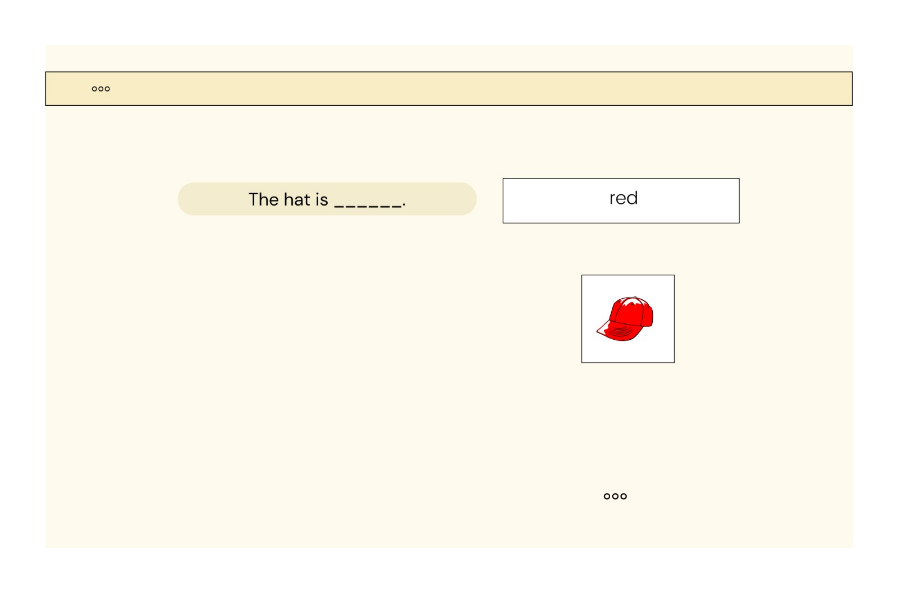 The hat is ______.
red